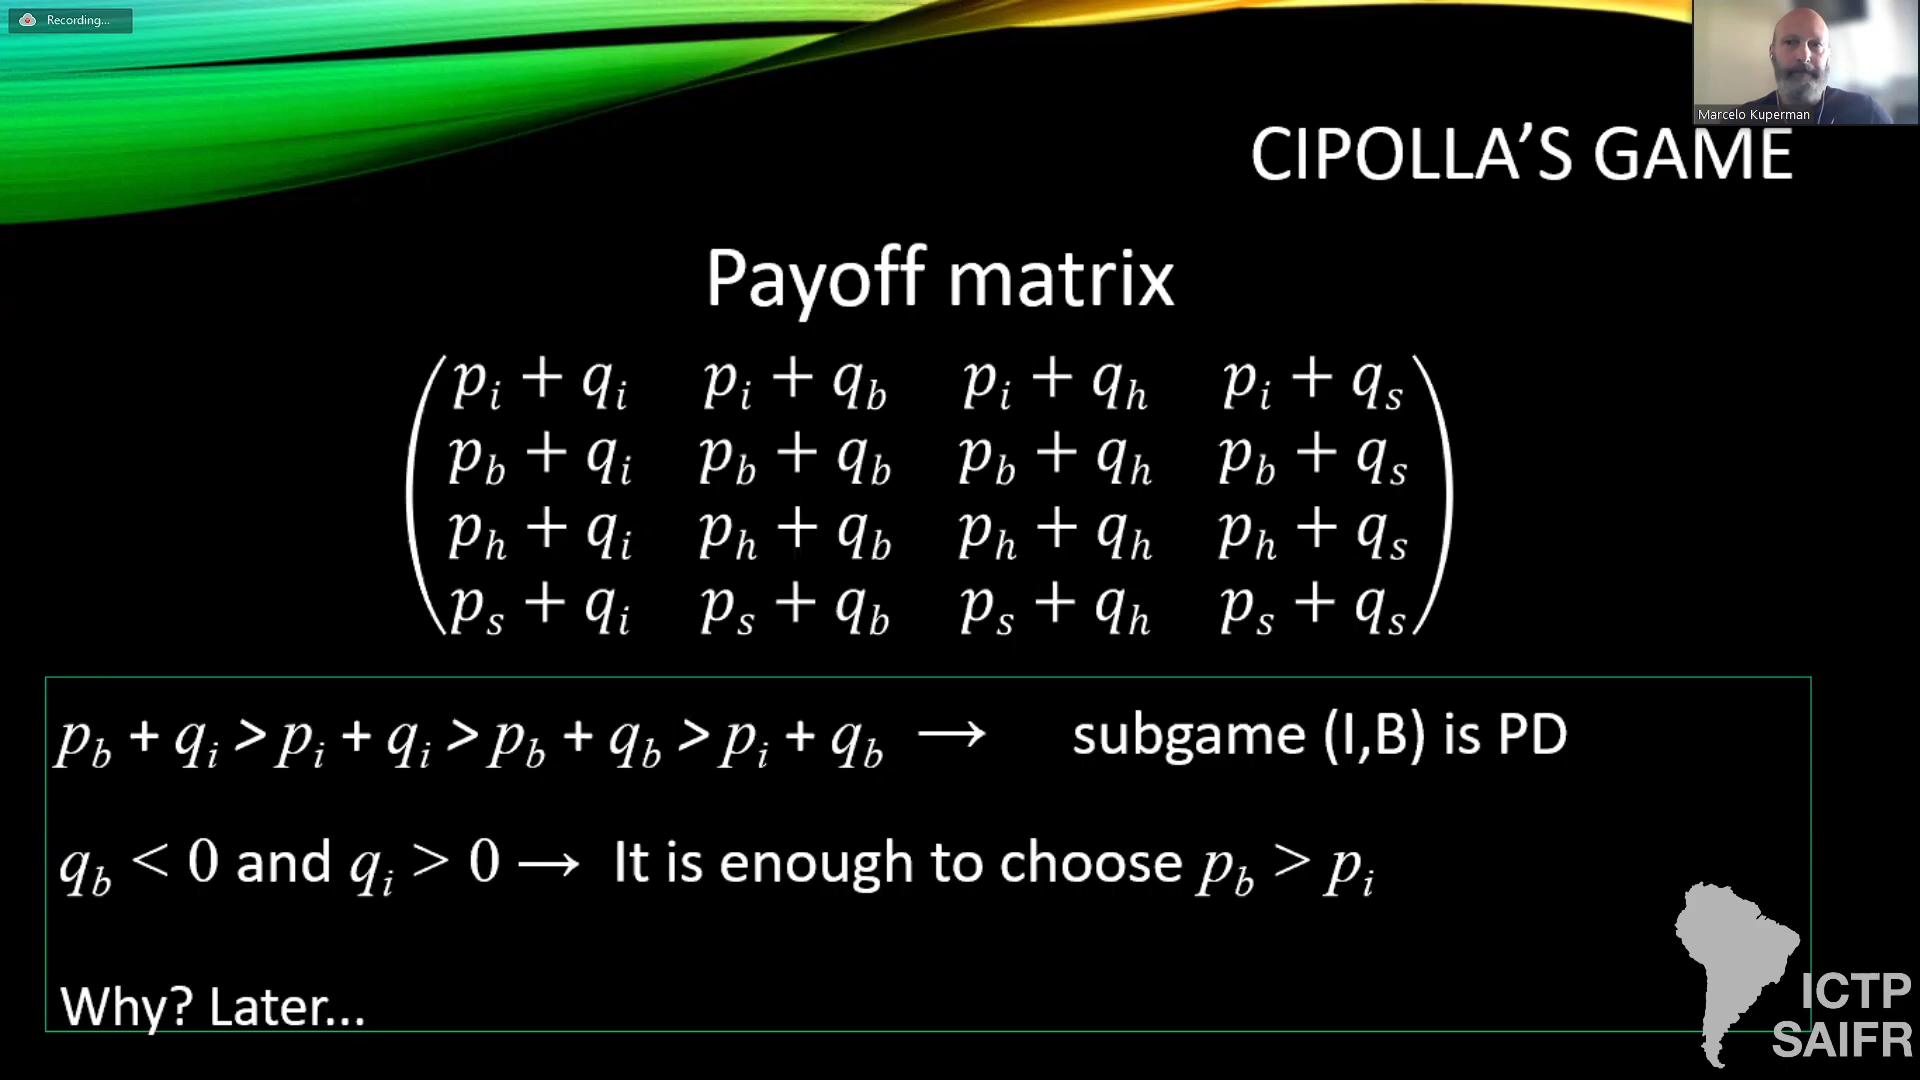 Recording...
Marcelo Kuperman
CIPOLLA'S GAME
Payoff matrix
p_i + q_i p_i + q_b p_i + q_h p_i + q_s
p_b + q_i p_b + q_b p_b + q_h p_b + q_s
p_h + q_i p_h + q_b p_h + q_h p_h + q_s
p_s + q_i p_s + q_b p_s + q_h p_s + q_s
p_b + q_i > p_i + q_i > p_b + q_b > p_i + q_b → subgame (I,B) is PD
q_b < 0 and q_i > 0 → It is enough to choose p_b > p_i
Why? Later...
ICTP
SAIFR